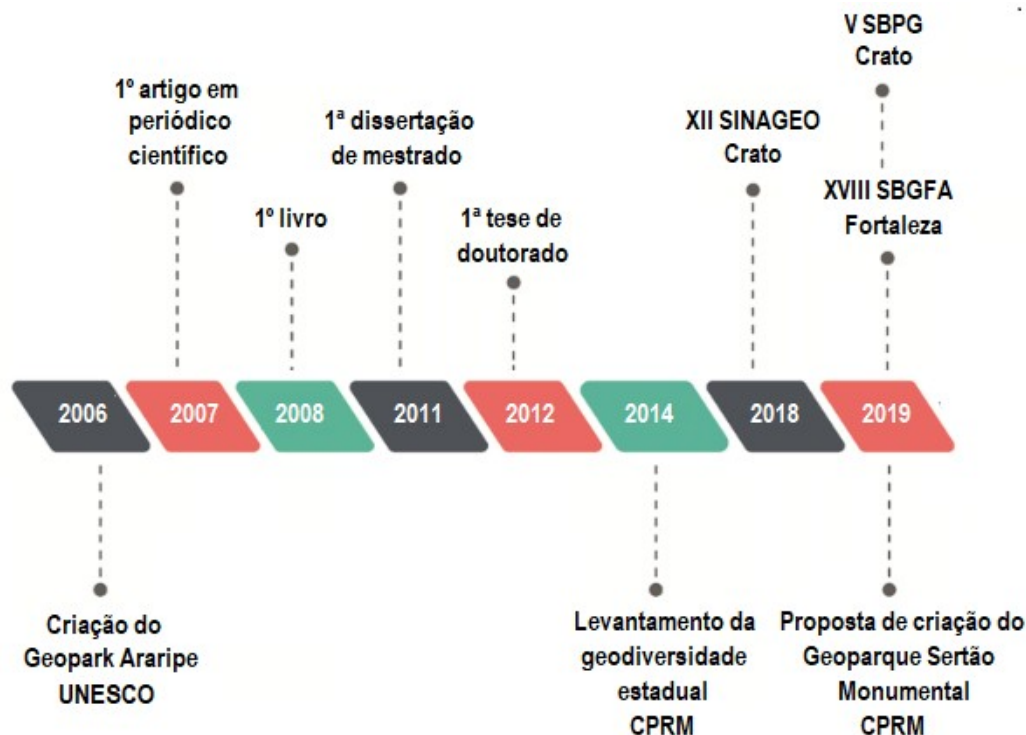 V SBPG
Crato
1º artigo em
periódico
científico
1ª dissertação
de mestrado
XII SINAGEO
Crato
1º livro
1ª tese de
doutorado
XVIII SBGFA
Fortaleza
2006
2007
2008
2011
2012
2014
2018
2019
Criação do
Geopark Araripe
UNESCO
Levantamento da
geodiversidade
estadual
CPRM
Proposta de criação do
Geoparque Sertão
Monumental
CPRM